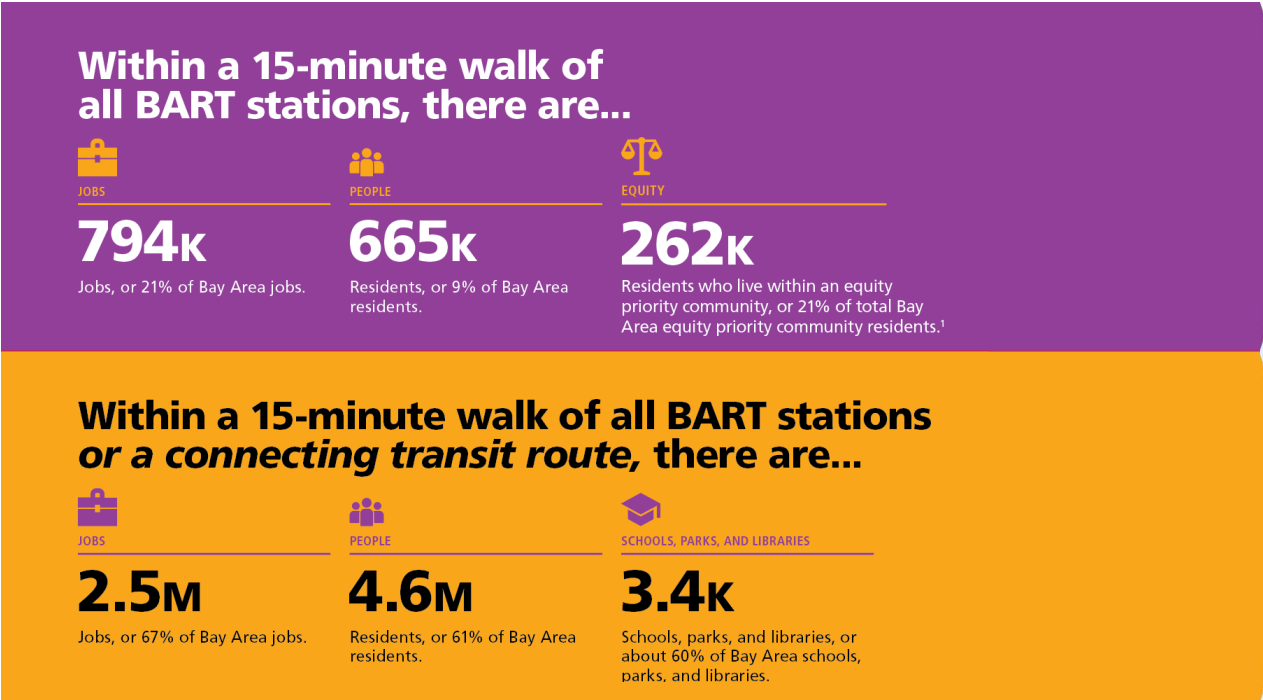 Within a 15-minute walk of
all BART stations, there are...
JOBS
794K
Jobs, or 21% of Bay Area jobs.
PEOPLE
665K
Residents, or 9% of Bay Area
residents.
EQUITY
262K
Residents who live within an equity
priority community, or 21% of total Bay
Area equity priority community residents.¹
Within a 15-minute walk of all BART stations
or a connecting transit route, there are...
JOBS
2.5M
Jobs, or 67% of Bay Area jobs.
PEOPLE
4.6M
Residents, or 61% of Bay Area
residents.
SCHOOLS, PARKS, AND LIBRARIES
3.4K
Schools, parks, and libraries, or
about 60% of Bay Area schools,
parks, and libraries.